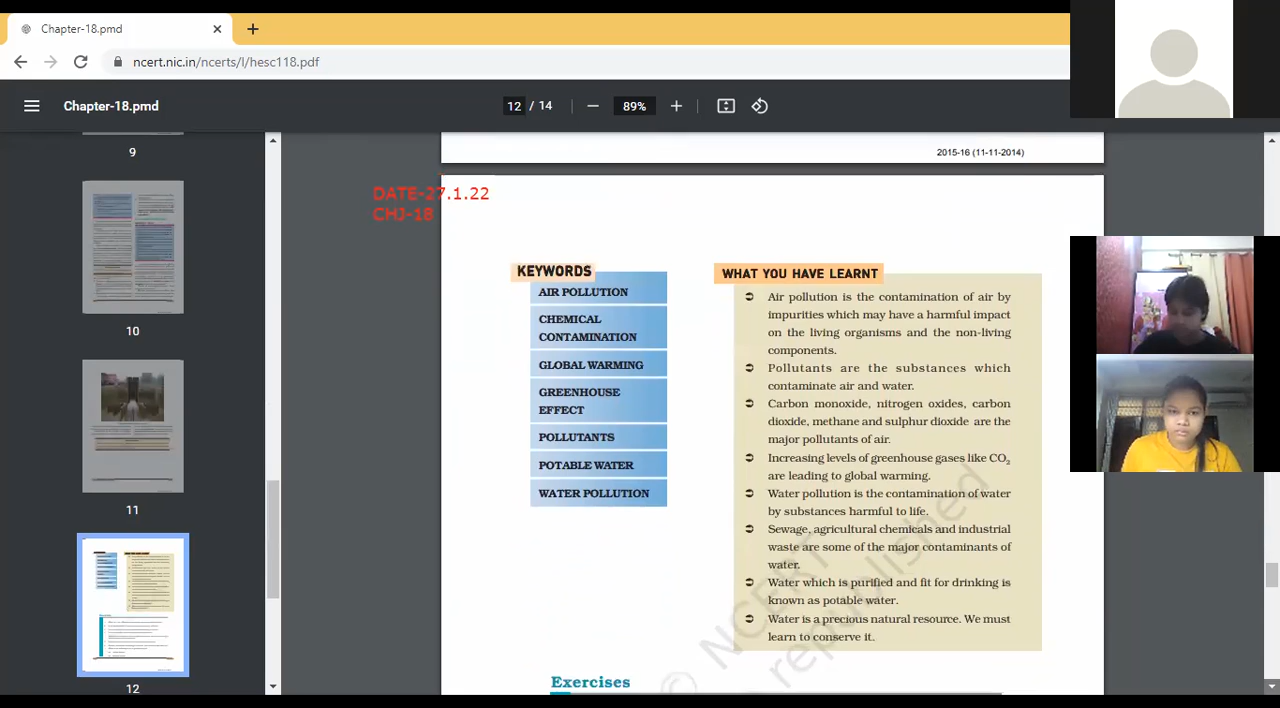 Chapter-18.pmd
ncert.nic.in/ncerts/l/hesc118.pdf
Chapter-18.pmd
12 / 14
89%
9
10
11
12
2015-16 (11-11-2014)
DATE-27.1.22
CHJ-18
KEYWORDS
AIR POLLUTION
CHEMICAL
CONTAMINATION
GLOBAL WARMING
GREENHOUSE
EFFECT
POLLUTANTS
POTABLE WATER
WATER POLLUTION
WHAT YOU HAVE LEARNT
Air pollution is the contamination of air by
impurities which may have a harmful impact
on the living organisms and the non-living
components.
Pollutants are the substances which
contaminate air and water.
Carbon monoxide, nitrogen oxides, carbon
dioxide, methane and sulphur dioxide are the
major pollutants of air.
Increasing levels of greenhouse gases like CO₂
are leading to global warming.
Water pollution is the contamination of water
by substances harmful to life.
Sewage, agricultural chemicals and industrial
waste are some of the major contaminants of
water.
Water which is purified and fit for drinking is
known as potable water.
Water is a precious natural resource. We must
learn to conserve it.
© NCERT
republished
Exercises